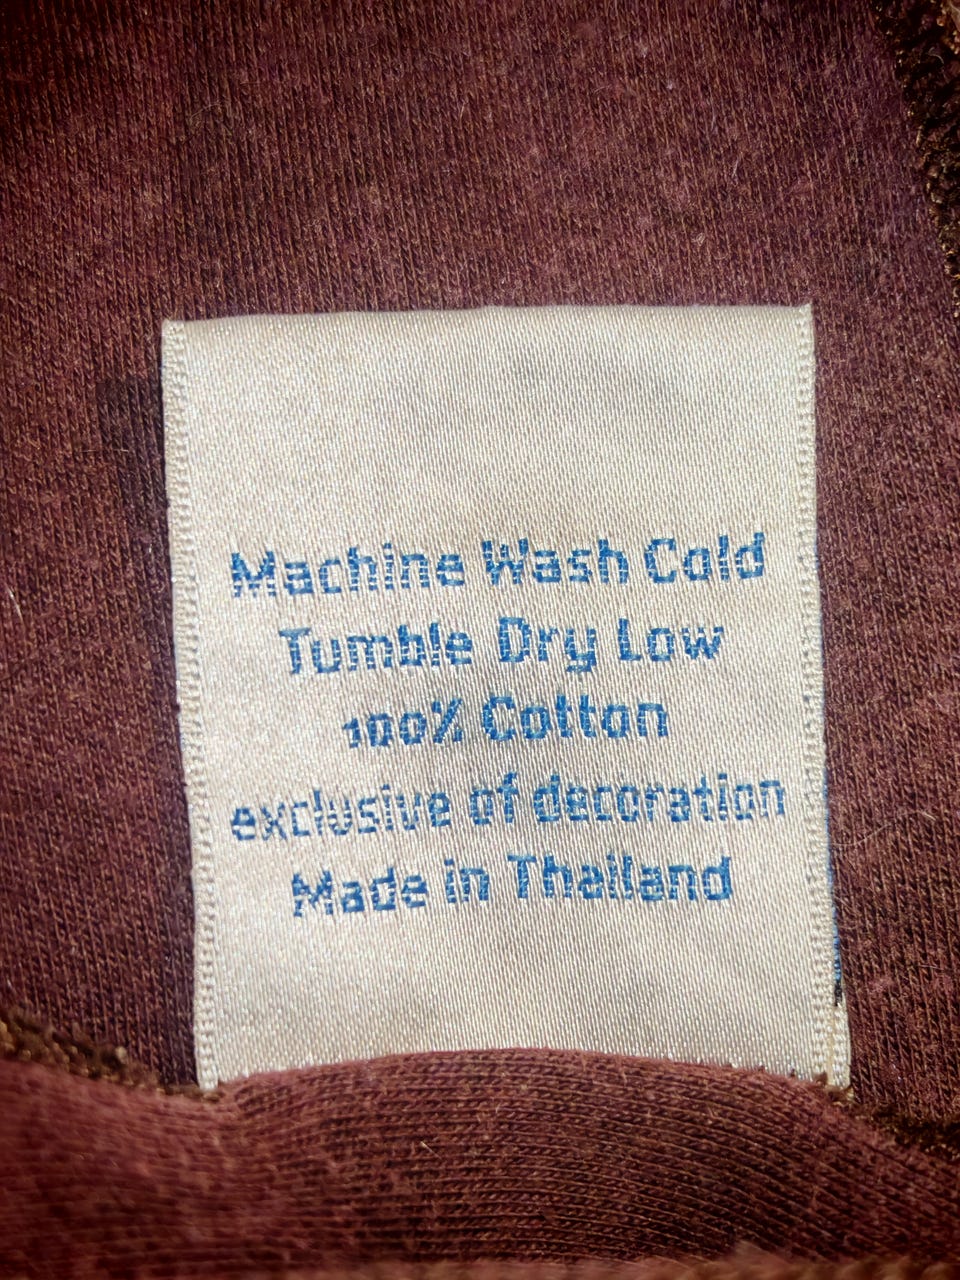 Machine Wash Cold
Tumble Dry Low
100% Cotton
exclusive of decoration
Made in Thailand